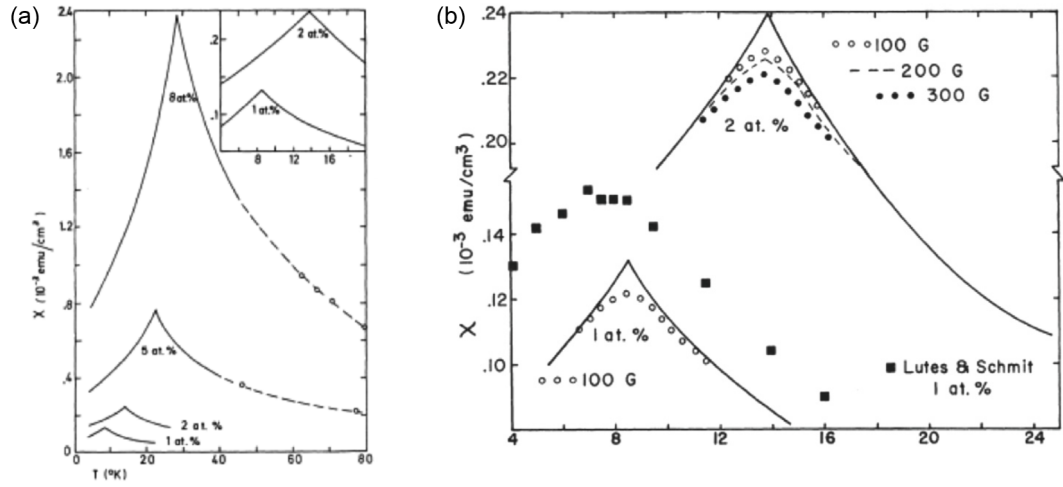 (a)
2.4
2.0
1.6
1.2
.8
.4
0
χ (10⁻³ emu/cm³)
8 at.%
5 at.%
2 at.%
1 at.%
0 20 40 60 80
T (°K)
.2
.1
2 at.%
1 at.%
4 8 12 16
(b)
.24
.22
.20
.14
.12
.10
χ (10⁻³ emu/cm³)
100 G
200 G
300 G
2 at. %
1 at. %
100 G
Lutes & Schmit
1 at. %
4 8 12 16 20 24